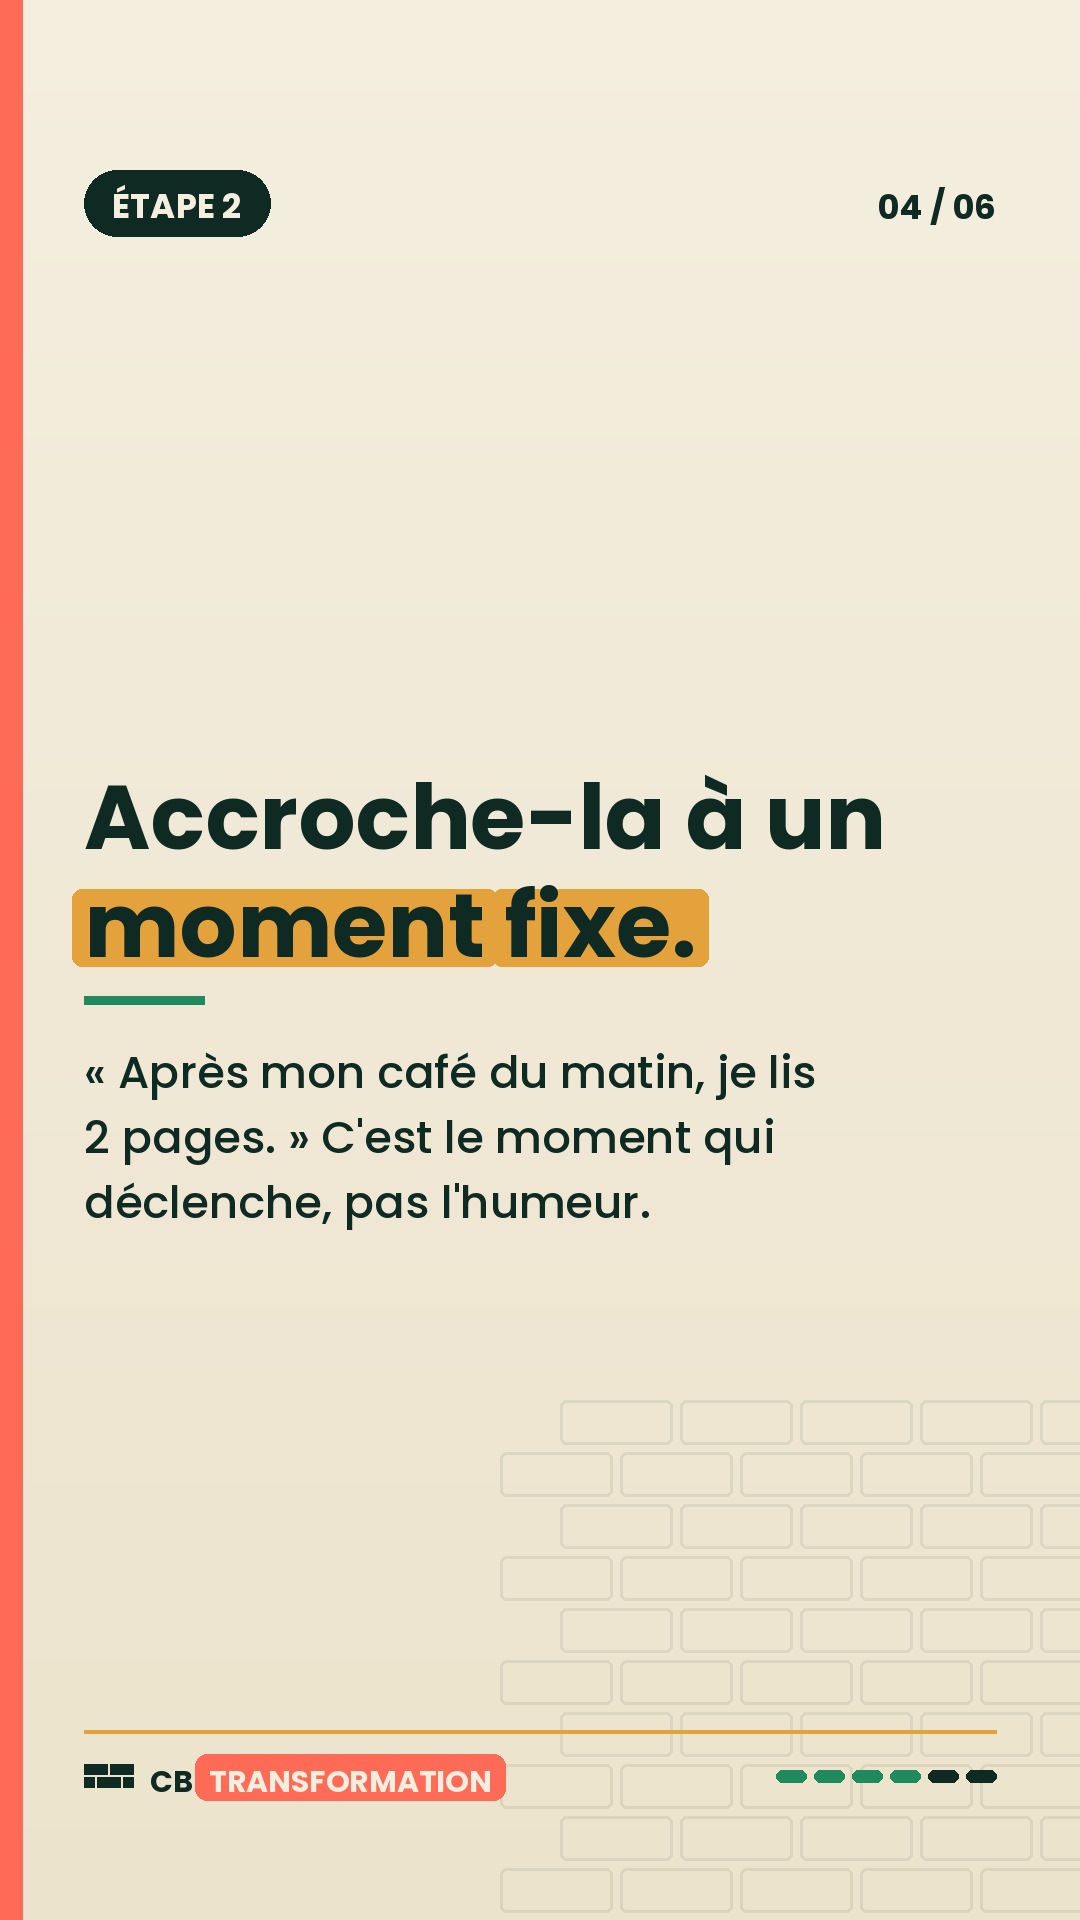 ÉTAPE 2
04 / 06
Accroche-la à un
moment fixe.
« Après mon café du matin, je lis
2 pages. » C'est le moment qui
déclenche, pas l'humeur.
CB TRANSFORMATION